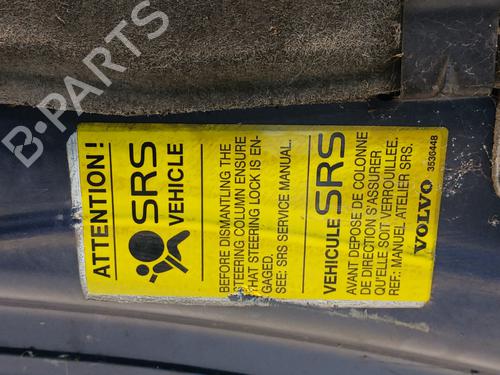 ATTENTION!
SRS
VEHICLE
BEFORE DISMANTLING THE
STEERING COLUMN ENSURE
THAT STEERING LOCK IS EN-
GAGED.
SEE: SRS SERVICE MANUAL.
VEHICULE SRS
AVANT DEPOSE DE COLONNE
DE DIRECTION S'ASSURER
QU'ELLE SOIT VERROUILLEE.
REF.: MANUEL ATELIER SRS.
VOLVO
3536448
B-PARTS